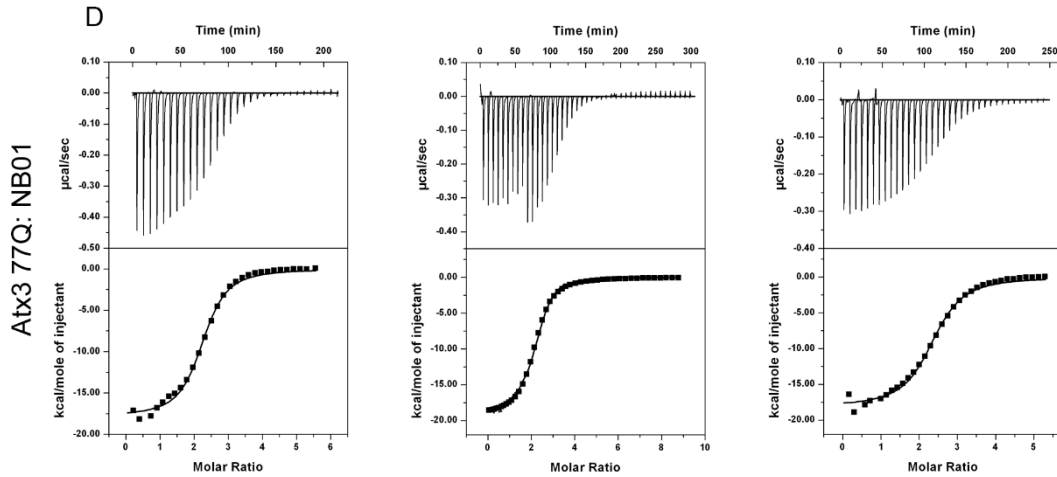 D
Atx3 77Q: NB01
Time (min)
0 50 100 150 200
0.10
0.00
-0.10
-0.20
-0.30
-0.40
-0.50
µcal/sec
0.00
-5.00
-10.00
-15.00
-20.00
kcal/mole of injectant
0 1 2 3 4 5 6
Molar Ratio
Time (min)
0 50 100 150 200 250 300
0.10
0.00
-0.10
-0.20
-0.30
-0.40
µcal/sec
0.00
-5.00
-10.00
-15.00
-20.00
kcal/mole of injectant
0 2 4 6 8 10
Molar Ratio
Time (min)
0 50 100 150 200 250
0.10
0.00
-0.10
-0.20
-0.30
-0.40
µcal/sec
0.00
-5.00
-10.00
-15.00
-20.00
kcal/mole of injectant
0 1 2 3 4 5
Molar Ratio